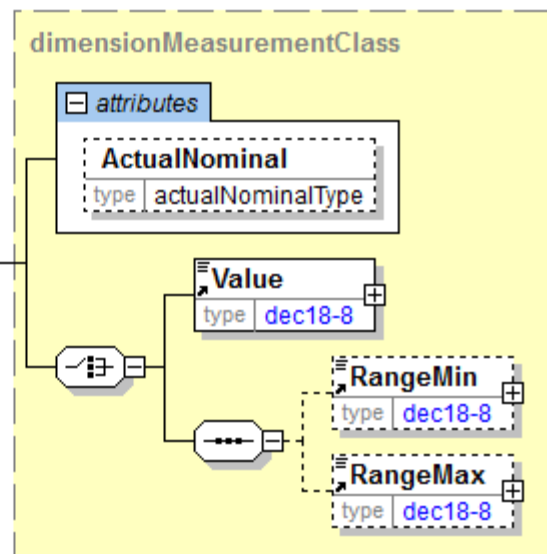 dimensionMeasurementClass
attributes
ActualNominal
type actualNominalType
Value
type dec18-8
RangeMin
type dec18-8
RangeMax
type dec18-8